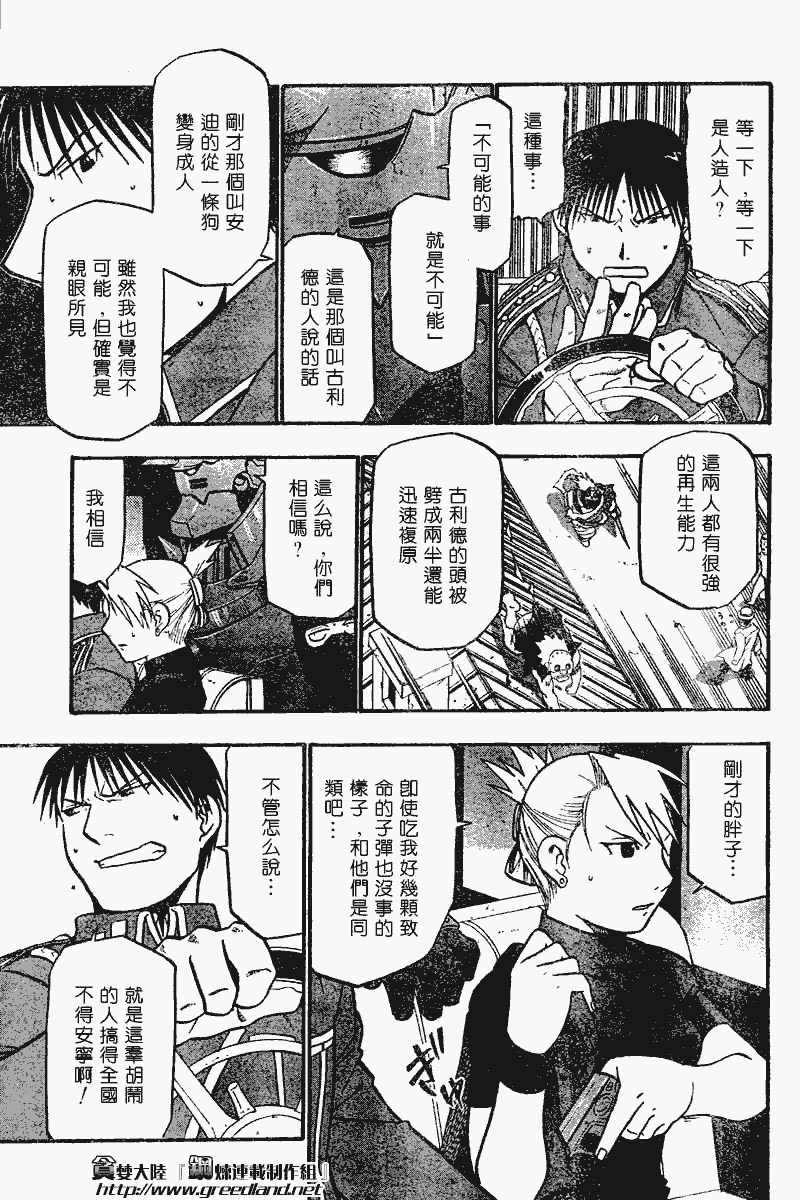 等一下，等一下
是人造人？
這種事…
「不可能的事
就是不可能」
這是那個叫古利
德的人說的話
剛才那個叫安
迪的從一條狗
變身成人
雖然我也覺得不
可能，但確實是
親眼所見
這兩人都有很強
的再生能力
古利德的頭被
劈成兩半還能
迅速複原
這么說，你們
相信嗎？
我相信
剛才的胖子…
即使吃我好幾顆致
命的子彈也沒事的
樣子，和他們是同
類吧…
ぎゅ
不管怎么說…
就是這羣胡鬧
的人搞得全國
不得安寧啊！
貪婪大陸『鋼煉連載制作組』
http://www.greedland.net/